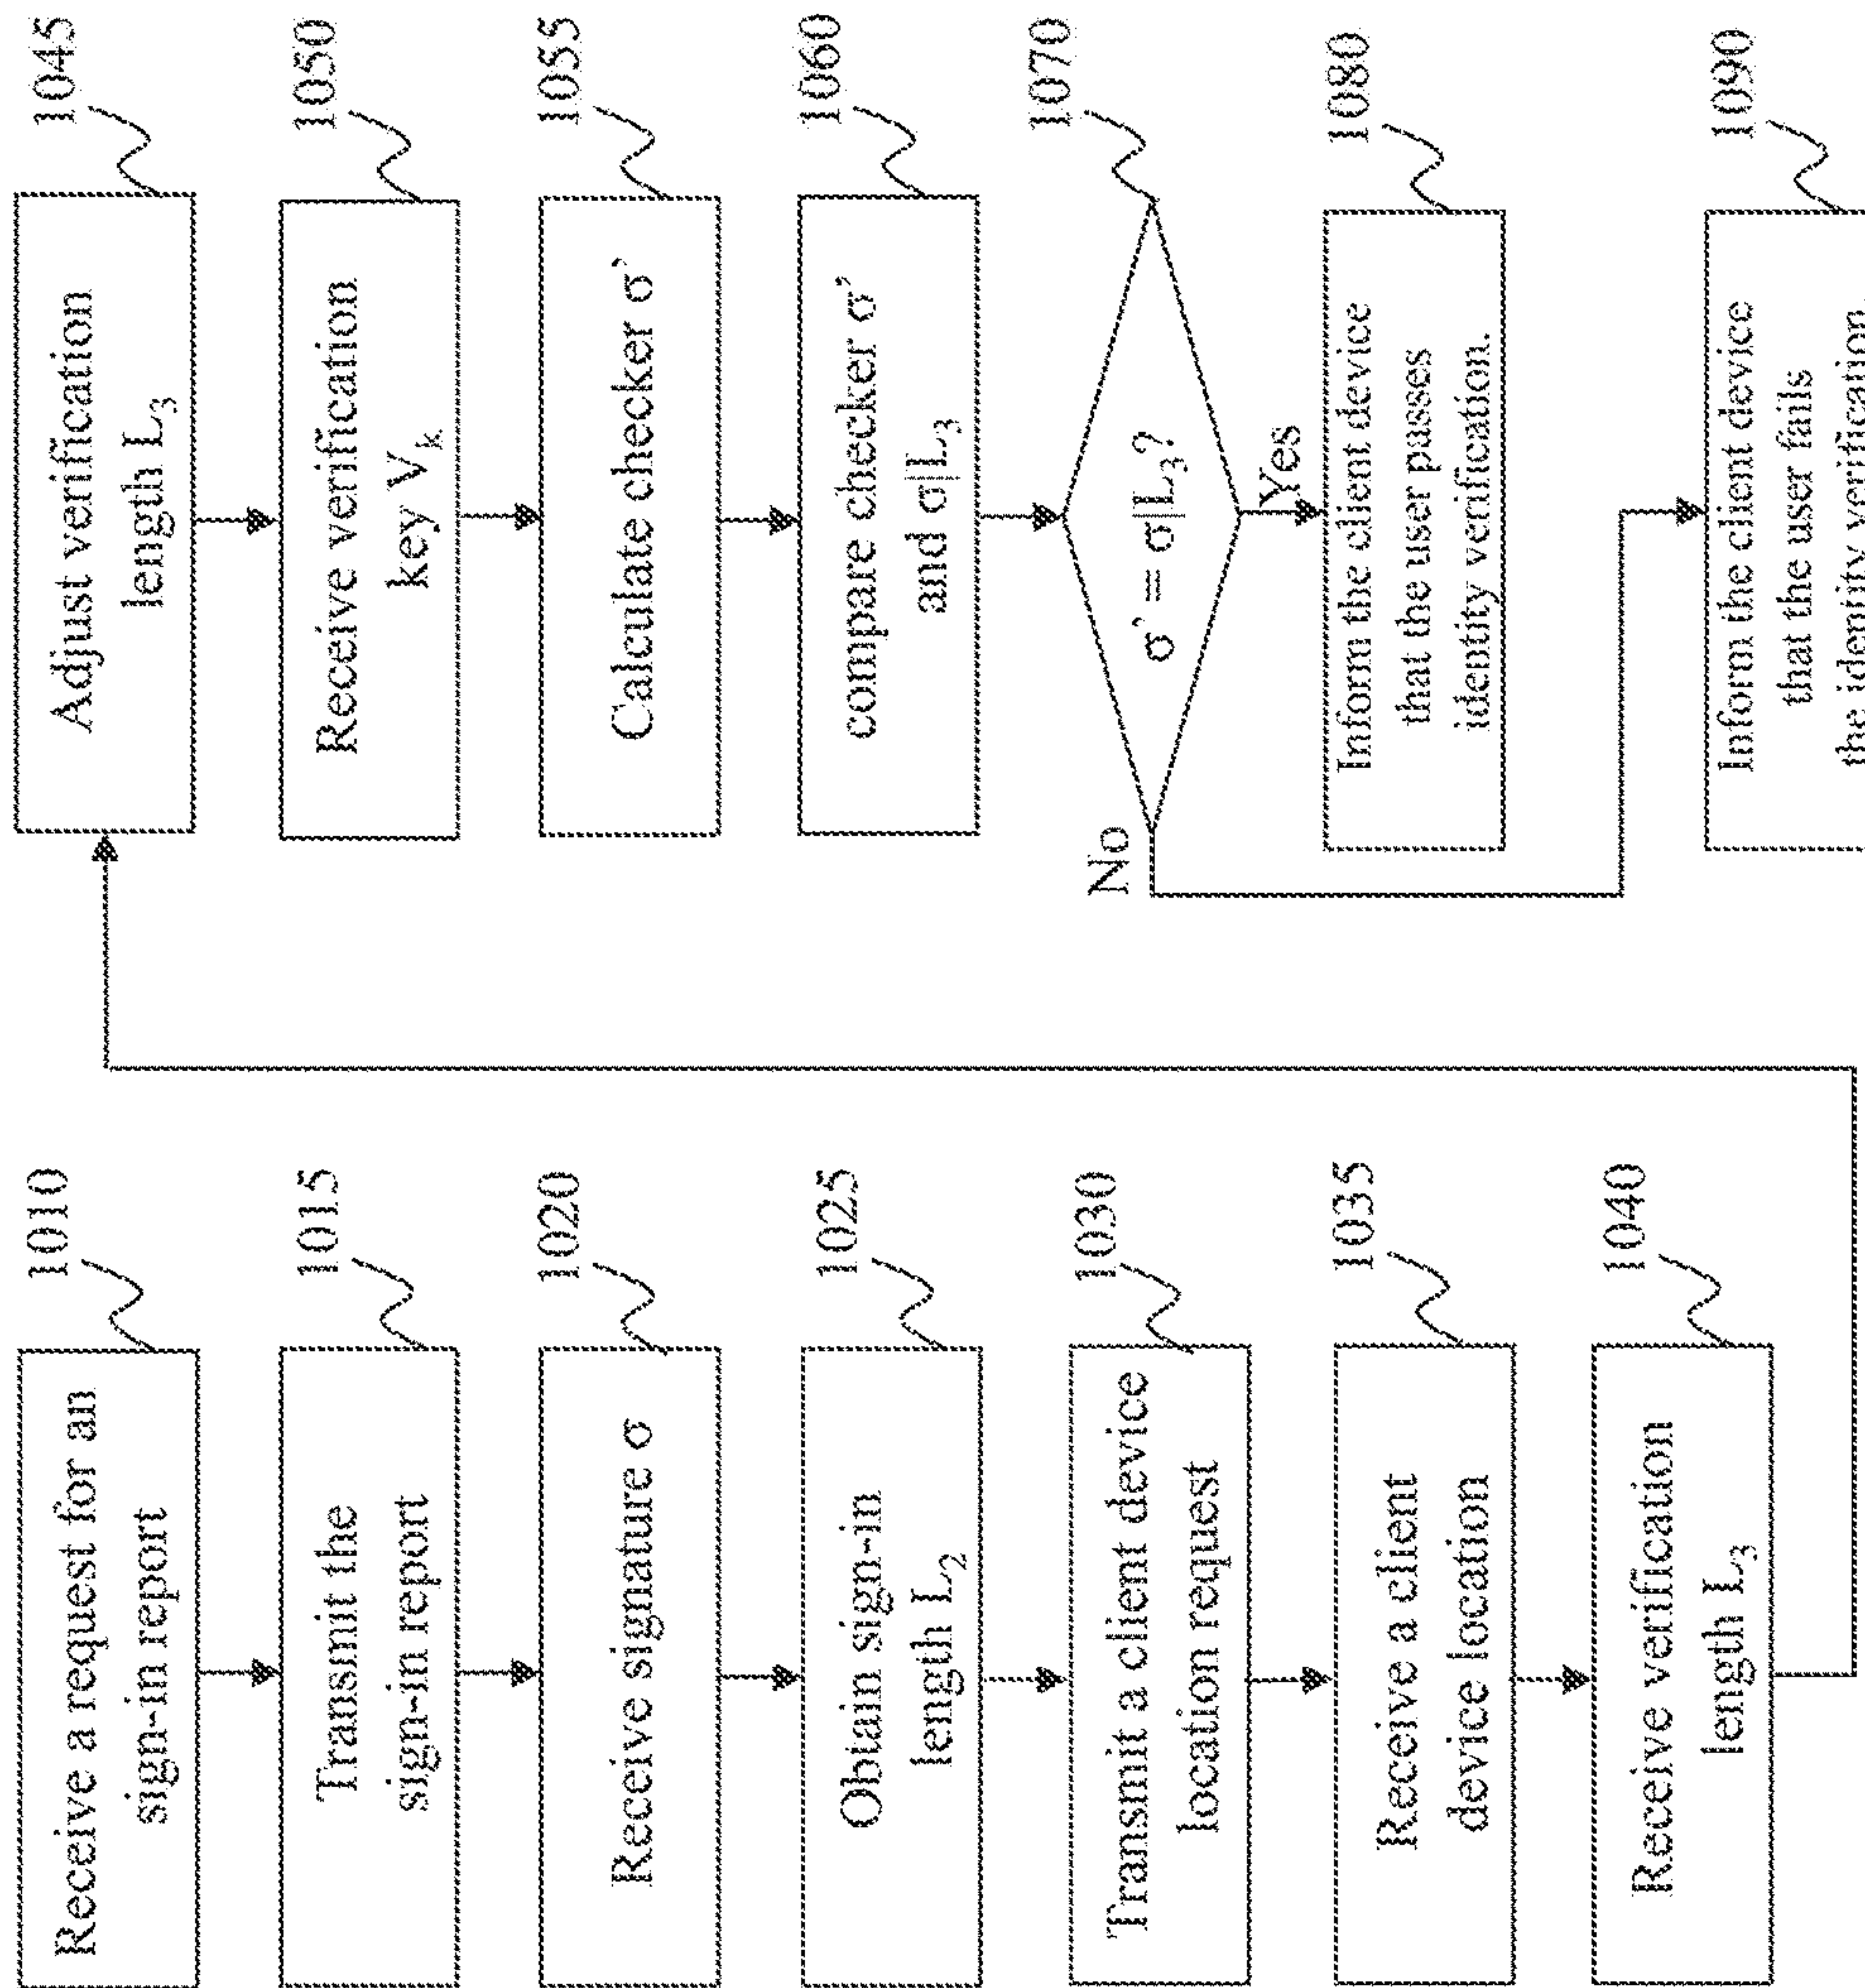 1010
Receive a request for an
sign-in report
1015
Transmit the
sign-in report
1020
Receive signature σ
1025
Obtain sign-in
length L₂
1030
Transmit a client device
location request
1035
Receive a client
device location
1040
Receive verification
length L₃
1045
Adjust verification
length L₃
1050
Receive verification
key Vₖ
1055
Calculate checker σ’
1060
compare checker σ’
and σ|L₃
1070
σ’ = σ|L₃?
No
Yes
1080
Inform the client device
that the user passes
identity verification.
1090
Inform the client device
that the user fails
the identity verification.